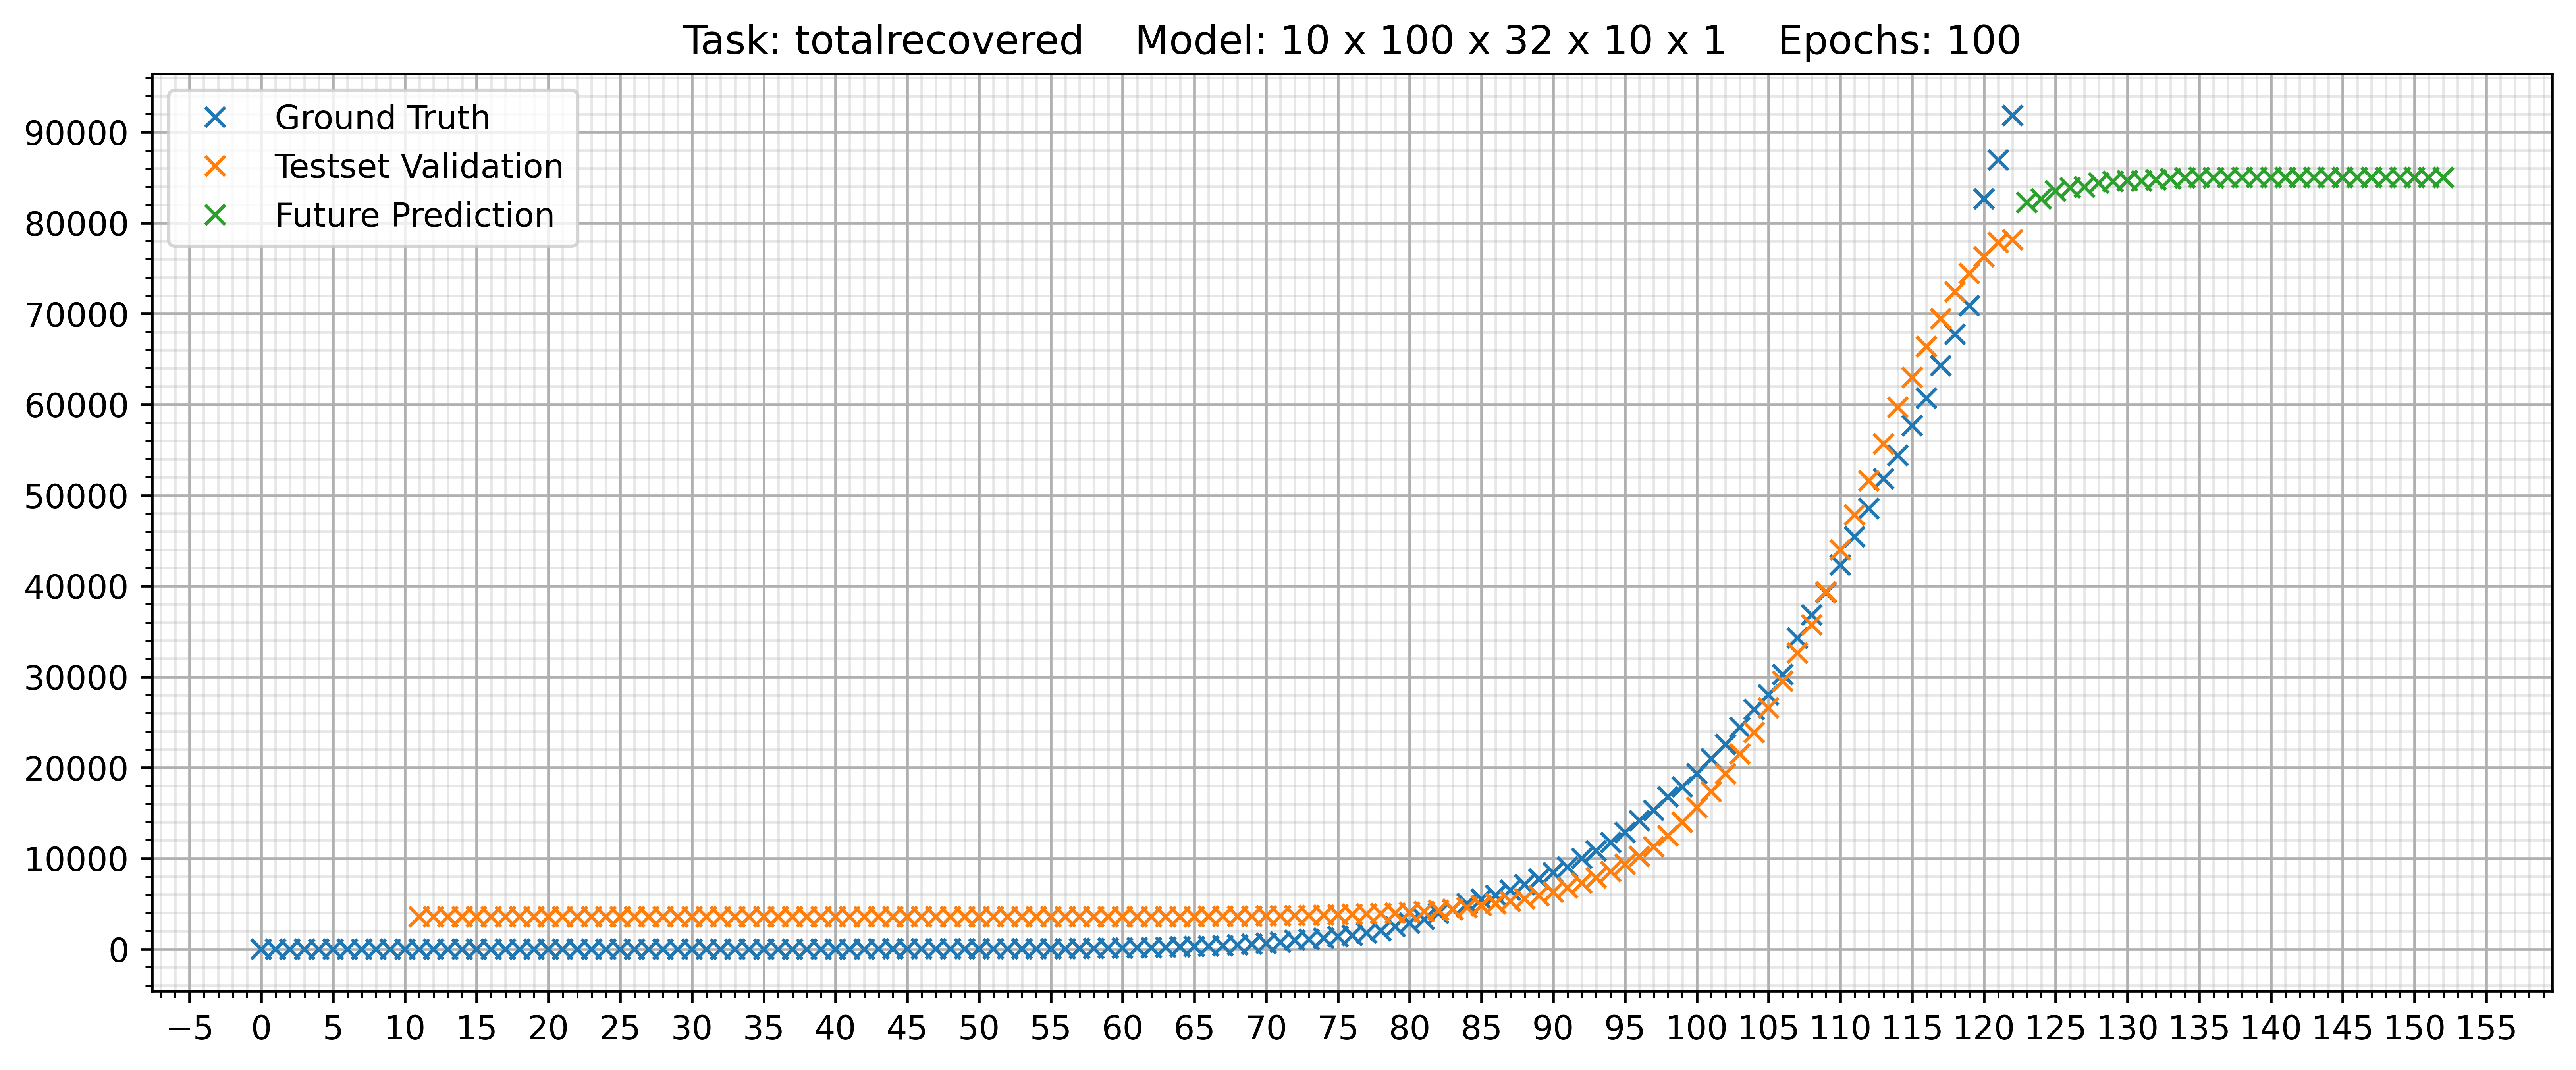 Task: totalrecovered    Model: 10 x 100 x 32 x 10 x 1    Epochs: 100
Ground Truth
Testset Validation
Future Prediction
90000
80000
70000
60000
50000
40000
30000
20000
10000
0
−5 0 5 10 15 20 25 30 35 40 45 50 55 60 65 70 75 80 85 90 95 100 105 110 115 120 125 130 135 140 145 150 155